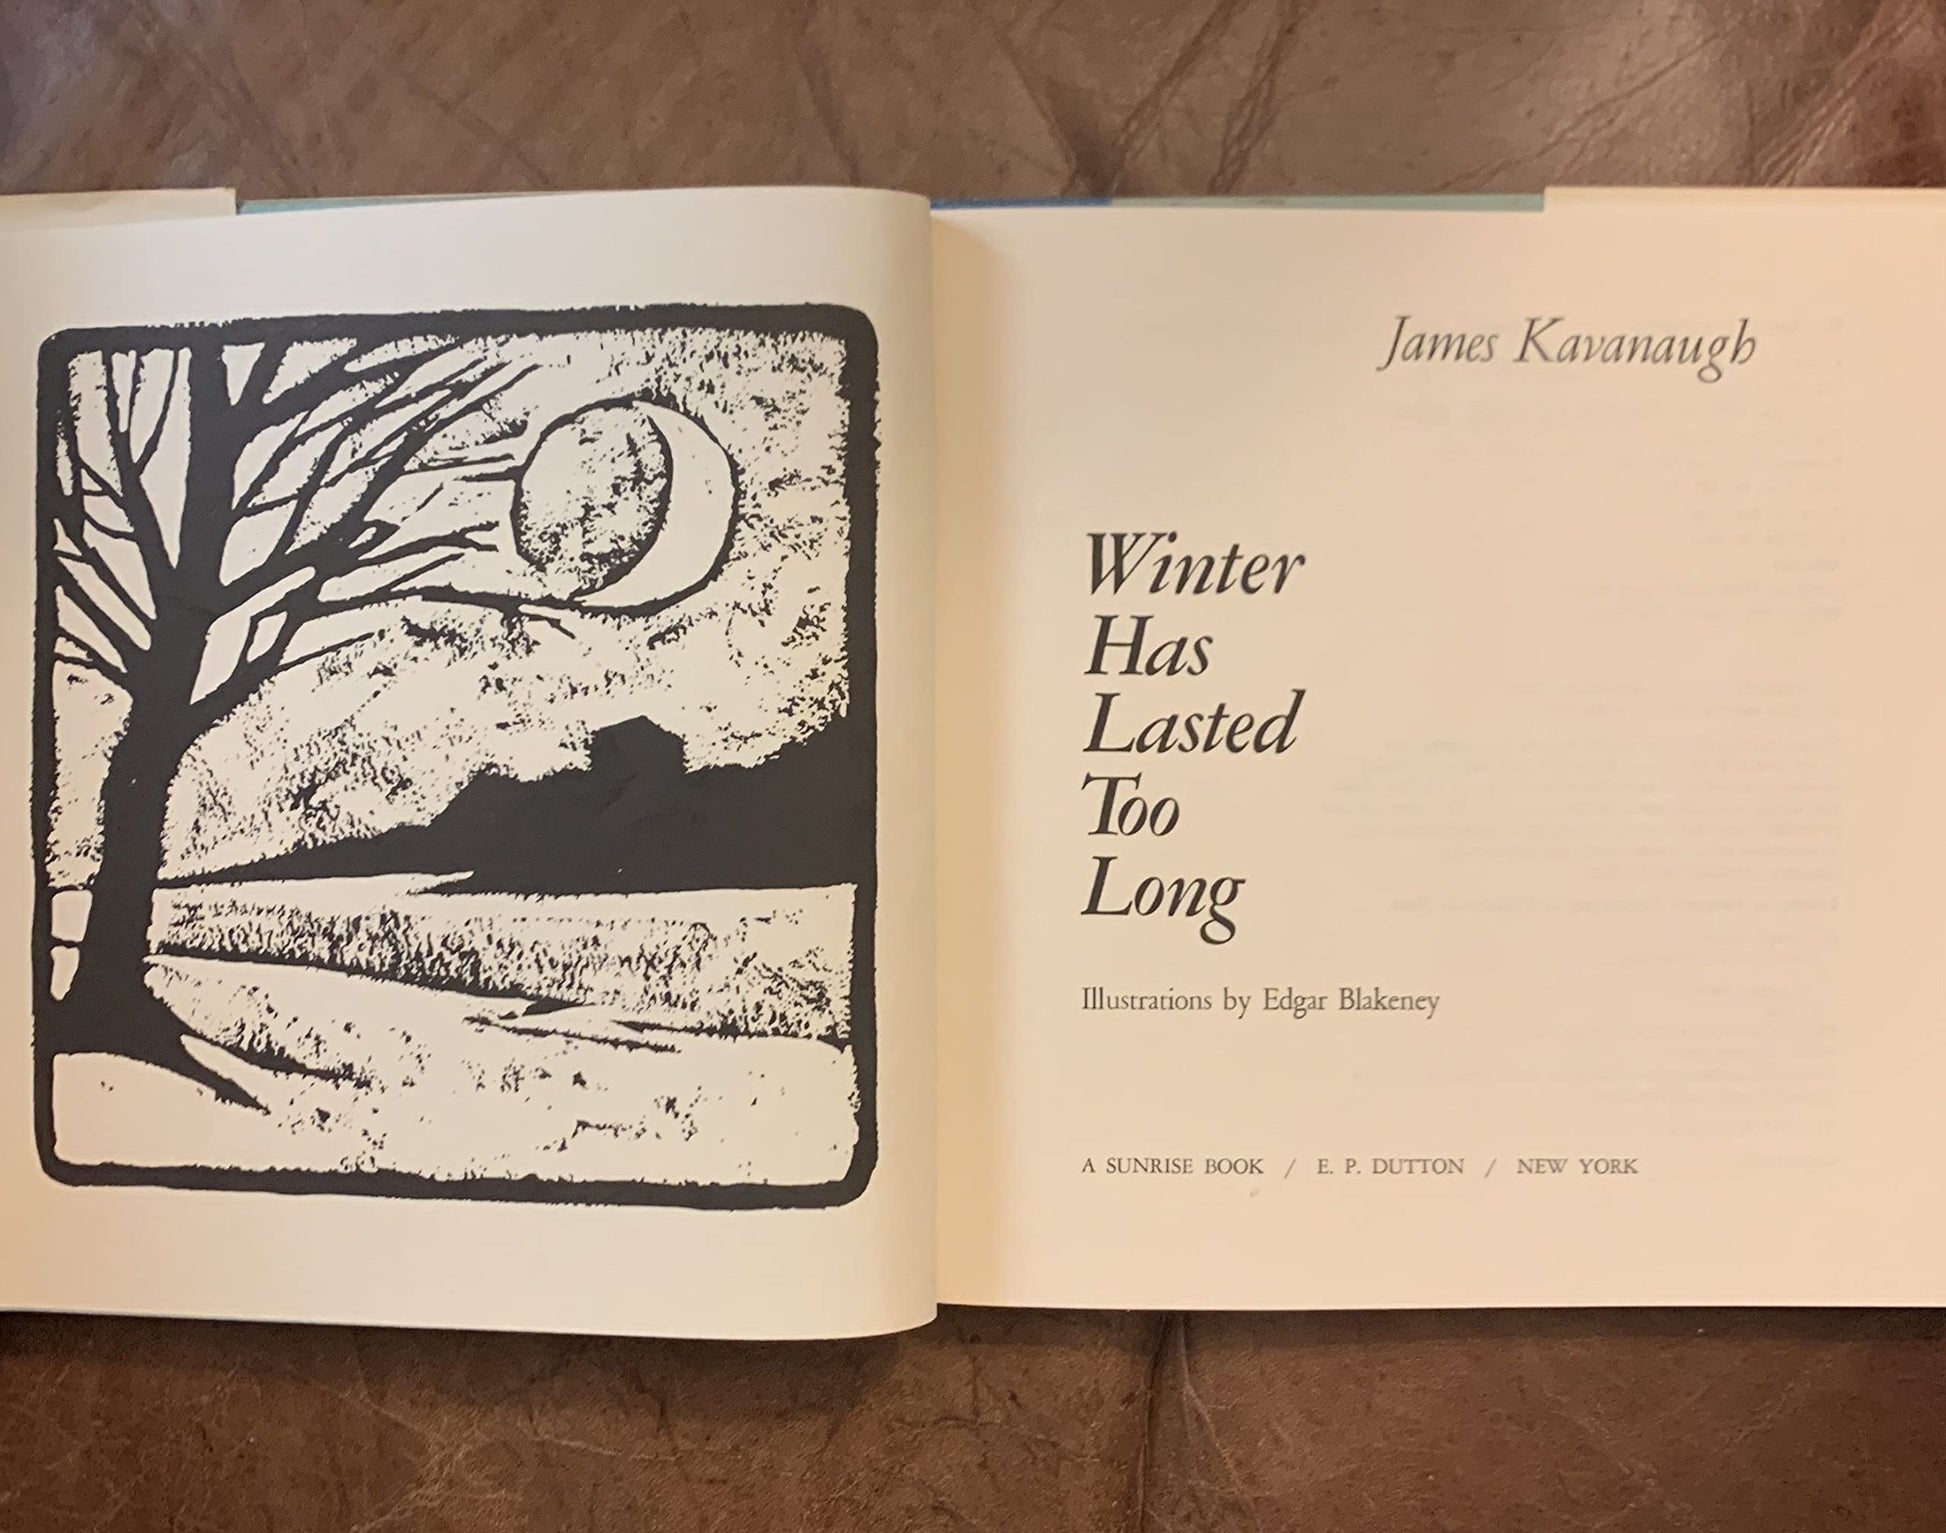 James Kavanaugh
Winter
Has
Lasted
Too
Long
Illustrations by Edgar Blakeney
A SUNRISE BOOK / E. P. DUTTON / NEW YORK